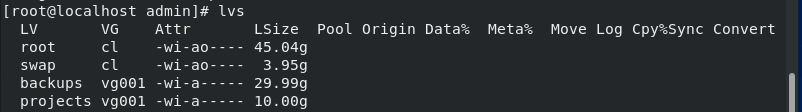 [root@localhost admin]# lvs
  LV       VG    Attr       LSize  Pool Origin Data%  Meta%  Move Log Cpy%Sync Convert
  root     cl    -wi-ao---- 45.04g
  swap     cl    -wi-ao----  3.95g
  backups  vg001 -wi-a----- 29.99g
  projects vg001 -wi-a----- 10.00g